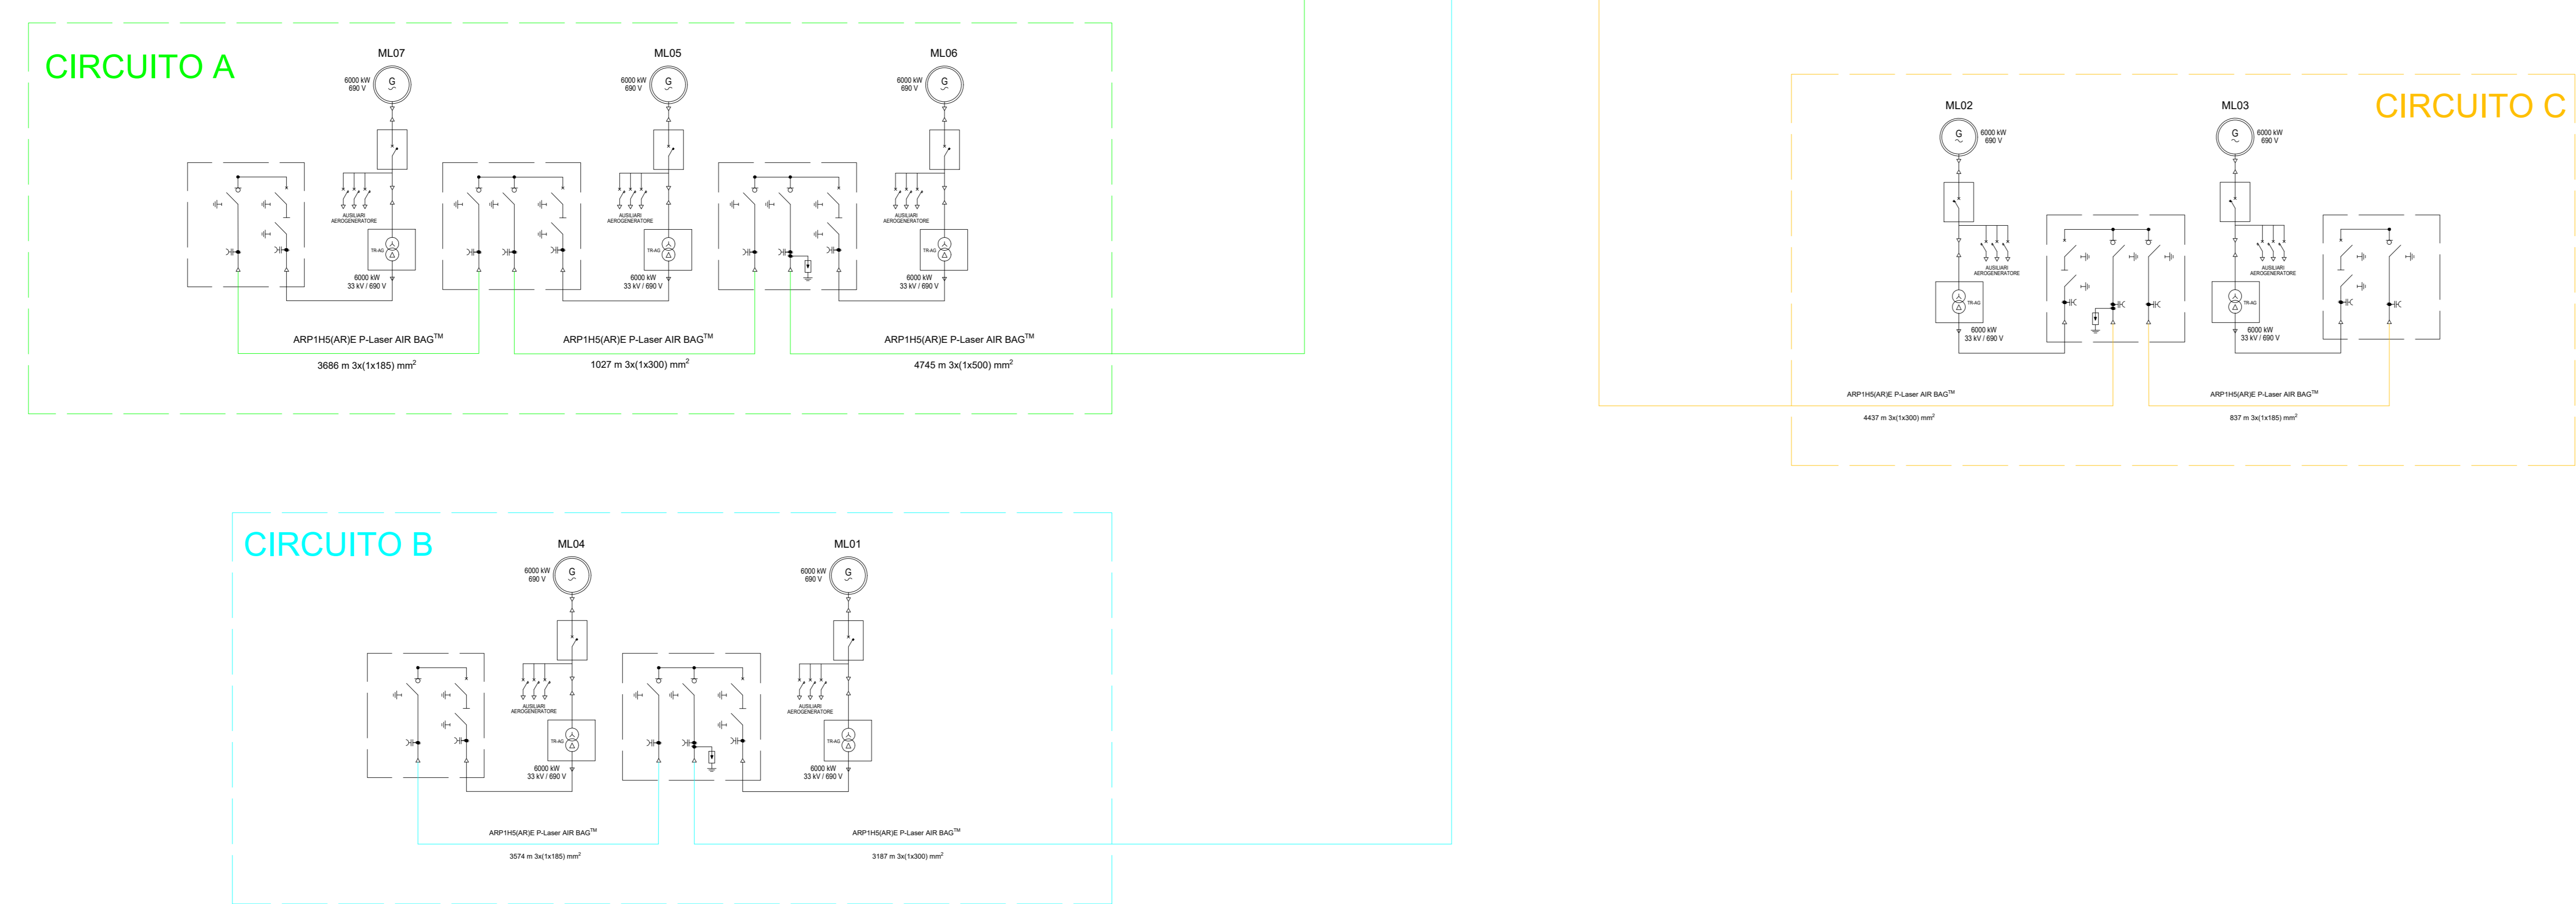 CIRCUITO A
ML07
6000 kW
690 V
G
AUSILIARI
AEROGENERATORE
TR-AG
6000 kW
33 kV / 690 V
ML05
6000 kW
690 V
G
AUSILIARI
AEROGENERATORE
TR-AG
6000 kW
33 kV / 690 V
ML06
6000 kW
690 V
G
AUSILIARI
AEROGENERATORE
TR-AG
6000 kW
33 kV / 690 V
ARP1H5(AR)E P-Laser AIR BAG™
3686 m 3x(1x185) mm²
ARP1H5(AR)E P-Laser AIR BAG™
1027 m 3x(1x300) mm²
ARP1H5(AR)E P-Laser AIR BAG™
4745 m 3x(1x500) mm²
CIRCUITO C
ML02
G
6000 kW
690 V
AUSILIARI
AEROGENERATORE
TR-AG
6000 kW
33 kV / 690 V
ML03
G
6000 kW
690 V
AUSILIARI
AEROGENERATORE
TR-AG
6000 kW
33 kV / 690 V
ARP1H5(AR)E P-Laser AIR BAG™
4437 m 3x(1x300) mm²
ARP1H5(AR)E P-Laser AIR BAG™
837 m 3x(1x185) mm²
CIRCUITO B
ML04
6000 kW
690 V
G
AUSILIARI
AEROGENERATORE
TR-AG
6000 kW
33 kV / 690 V
ML01
6000 kW
690 V
G
AUSILIARI
AEROGENERATORE
TR-AG
6000 kW
33 kV / 690 V
ARP1H5(AR)E P-Laser AIR BAG™
3574 m 3x(1x185) mm²
ARP1H5(AR)E P-Laser AIR BAG™
3187 m 3x(1x300) mm²